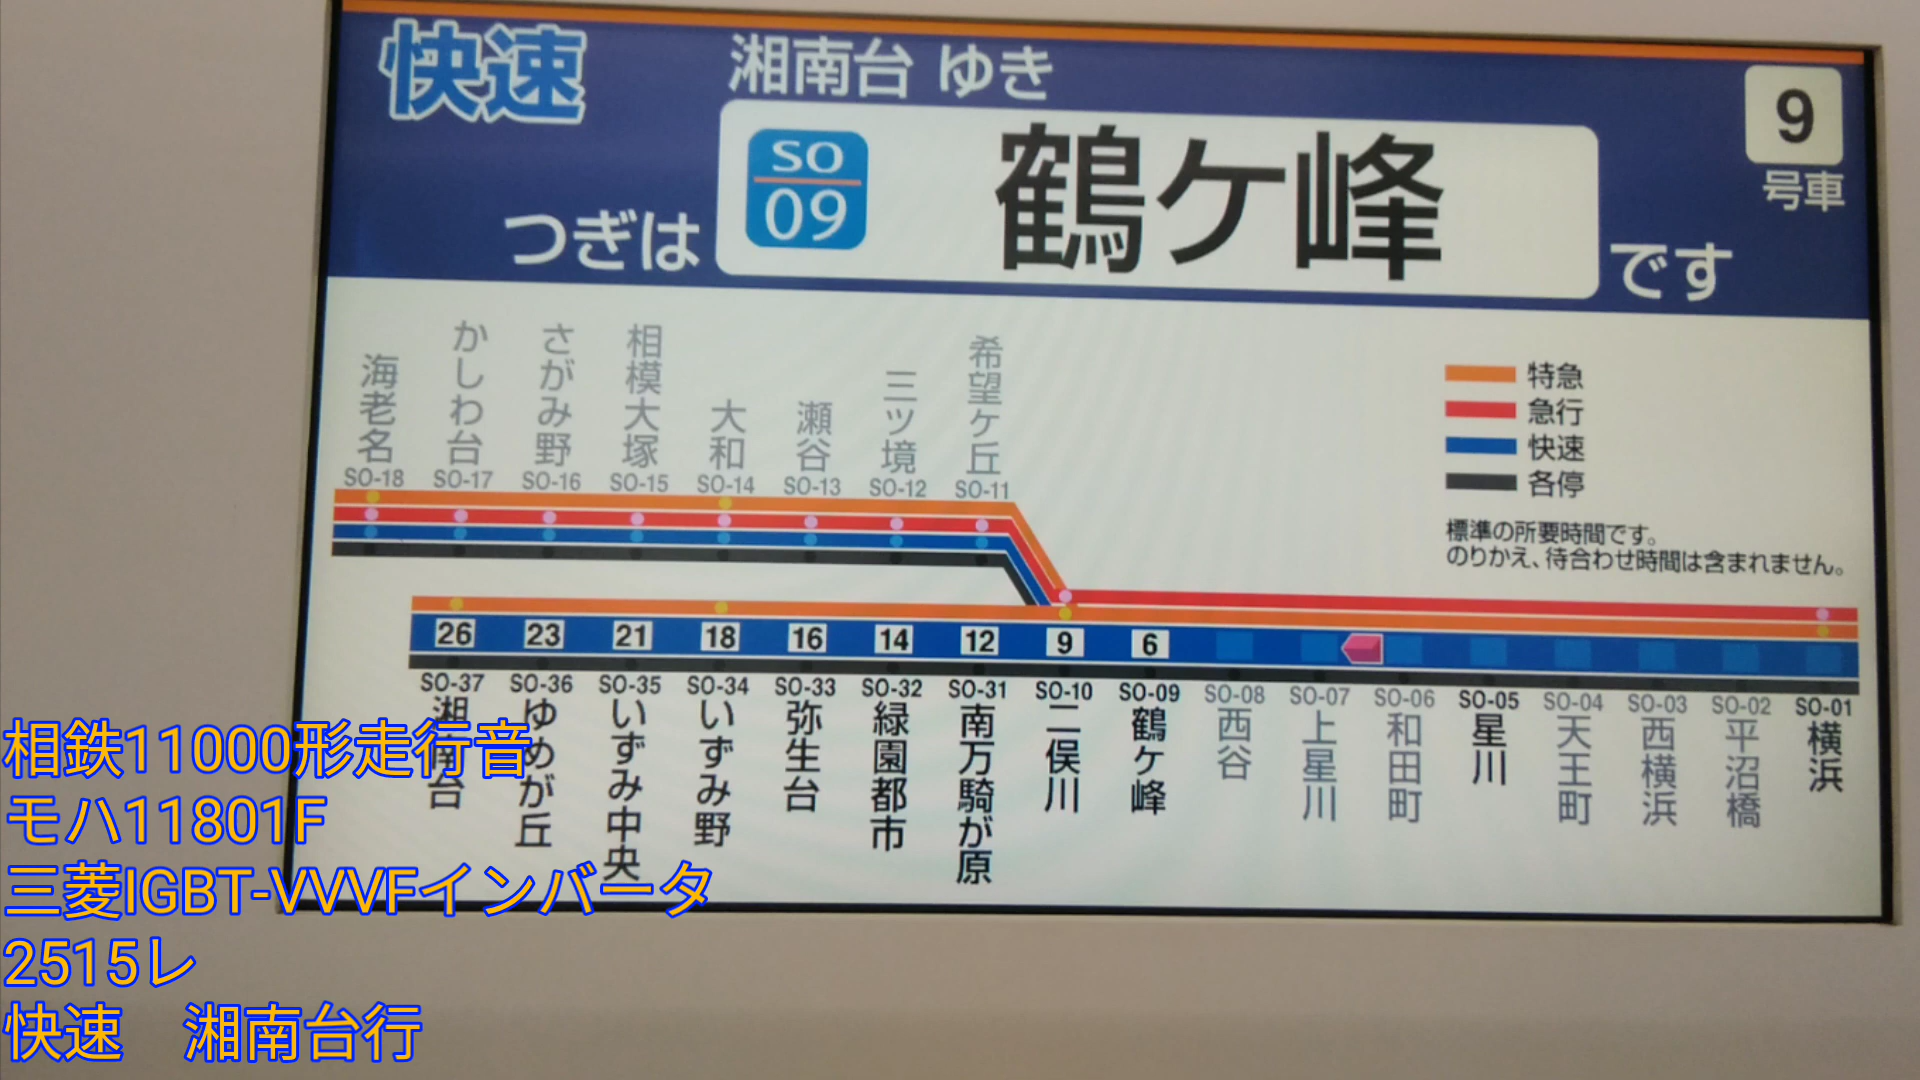 快速
湘南台 ゆき
9
号車
つぎは
SO
09
鶴ケ峰
です
海老名
かしわ台
さがみ野
相模大塚
大和
瀬谷
三ツ境
希望ケ丘
SO-18 SO-17 SO-16 SO-15 SO-14 SO-13 SO-12 SO-11
特急
急行
快速
各停
標準の所要時間です。
のりかえ、待合わせ時間は含まれません。
26 23 21 18 16 14 12 9 6
SO-37 SO-36 SO-35 SO-34 SO-33 SO-32 SO-31 SO-10 SO-09 SO-08 SO-07 SO-06 SO-05 SO-04 SO-03 SO-02 SO-01
湘南台
ゆめが丘
いずみ中央
いずみ野
弥生台
緑園都市
南万騎が原
二俣川
鶴ケ峰
西谷
上星川
和田町
星川
天王町
西横浜
平沼橋
横浜
相鉄11000形走行音
モハ11801F
三菱IGBT-VVVFインバータ
2515レ
快速　湘南台行